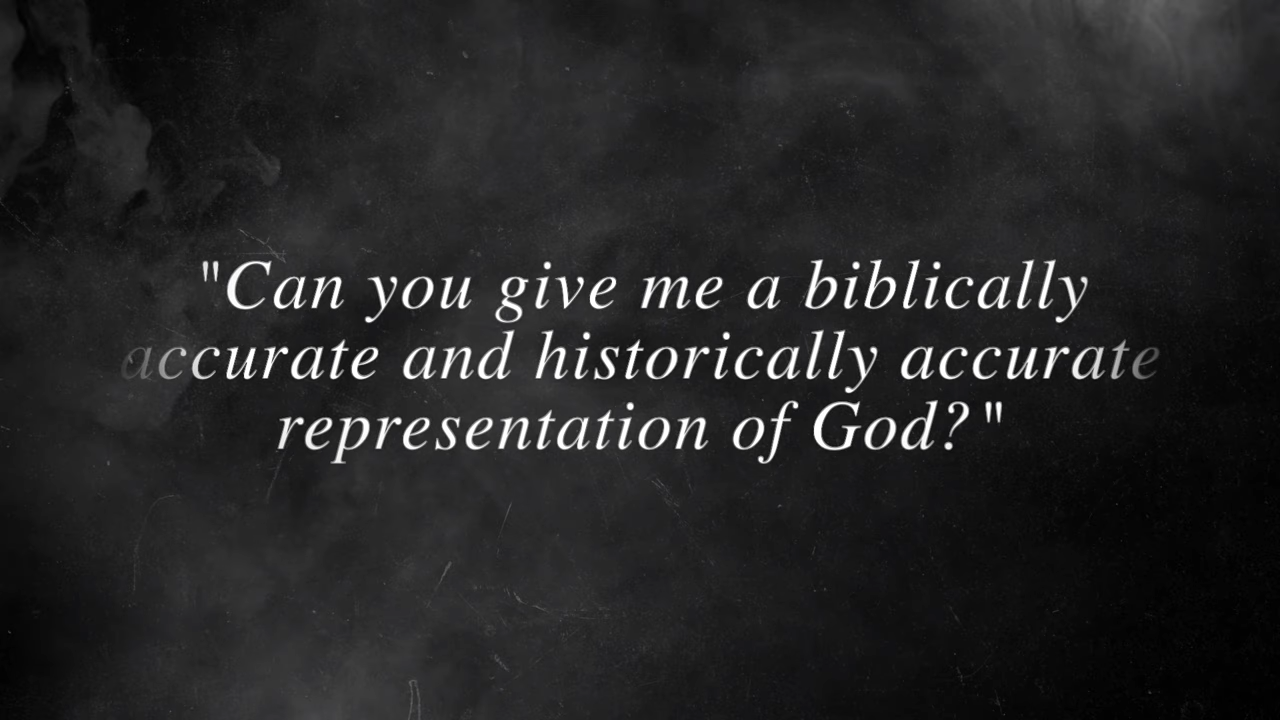 "Can you give me a biblically
accurate and historically accurate
representation of God?"